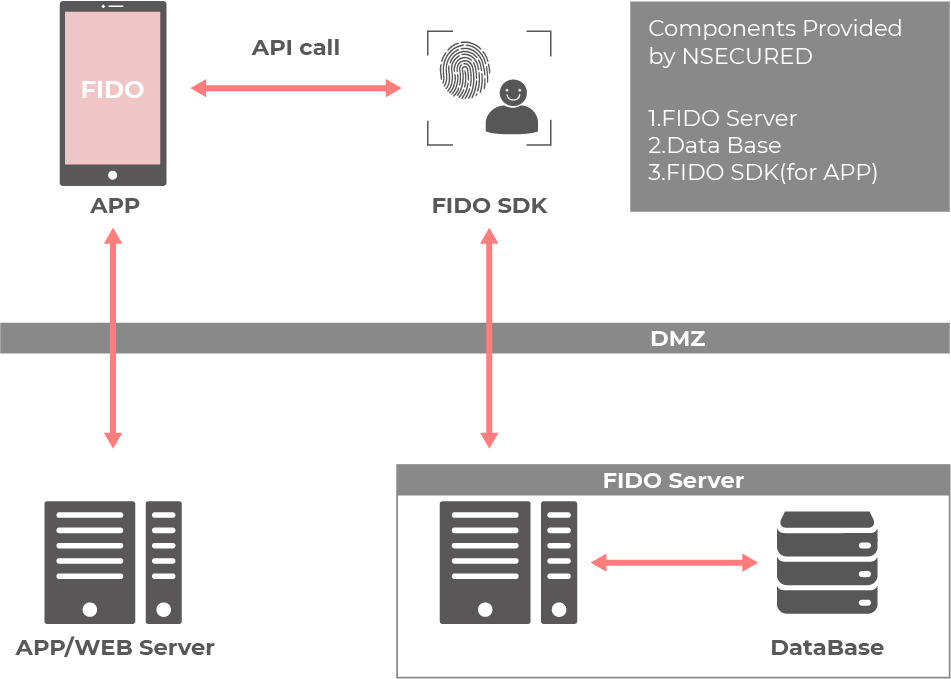 API call
FIDO
APP
FIDO SDK
Components Provided
by NSECURED
1.FIDO Server
2.Data Base
3.FIDO SDK(for APP)
DMZ
FIDO Server
APP/WEB Server
DataBase